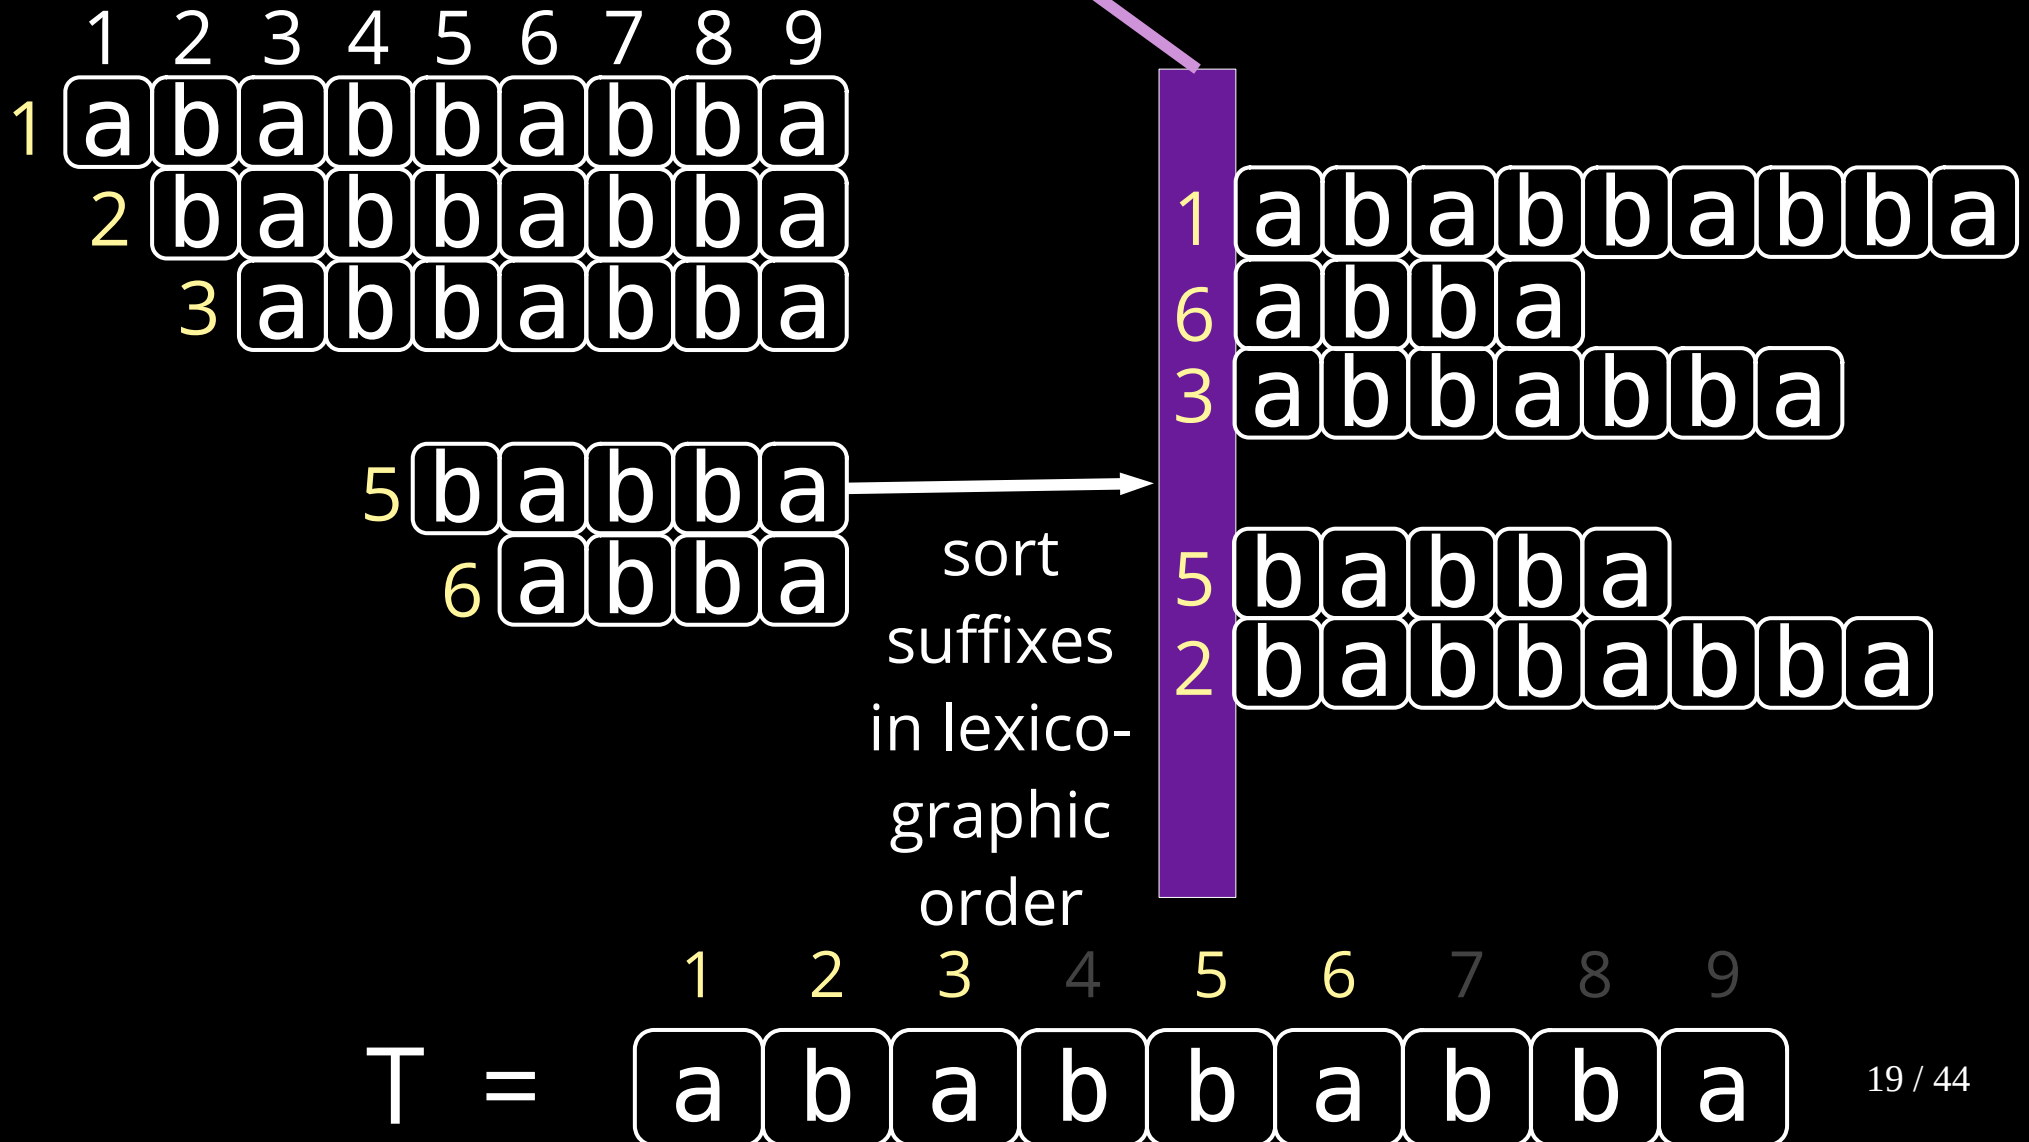 1 2 3 4 5 6 7 8 9
1 a b a b b a b b a
2 b a b b a b b a
3 a b b a b b a
5 b a b b a
6 a b b a
sort
suffixes
in lexico-
graphic
order
1 a b a b b a b b a
6 a b b a
3 a b b a b b a
5 b a b b a
2 b a b b a b b a
1 2 3 4 5 6 7 8 9
T = a b a b b a b b a
19 / 44